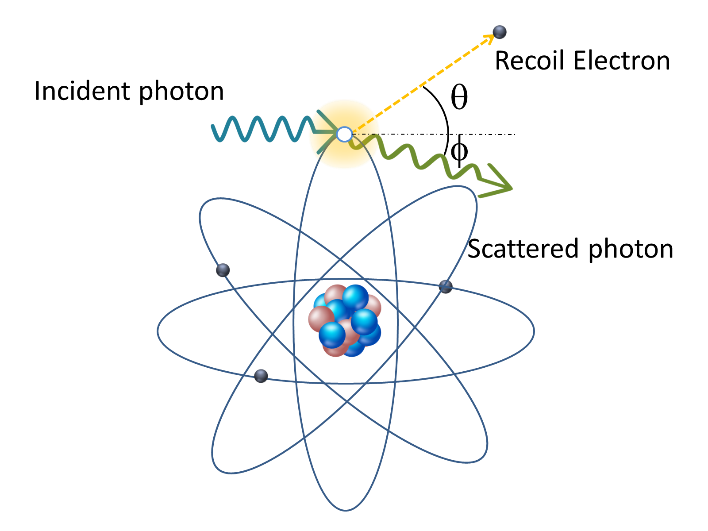 Recoil Electron
Incident photon
θ
ϕ
Scattered photon